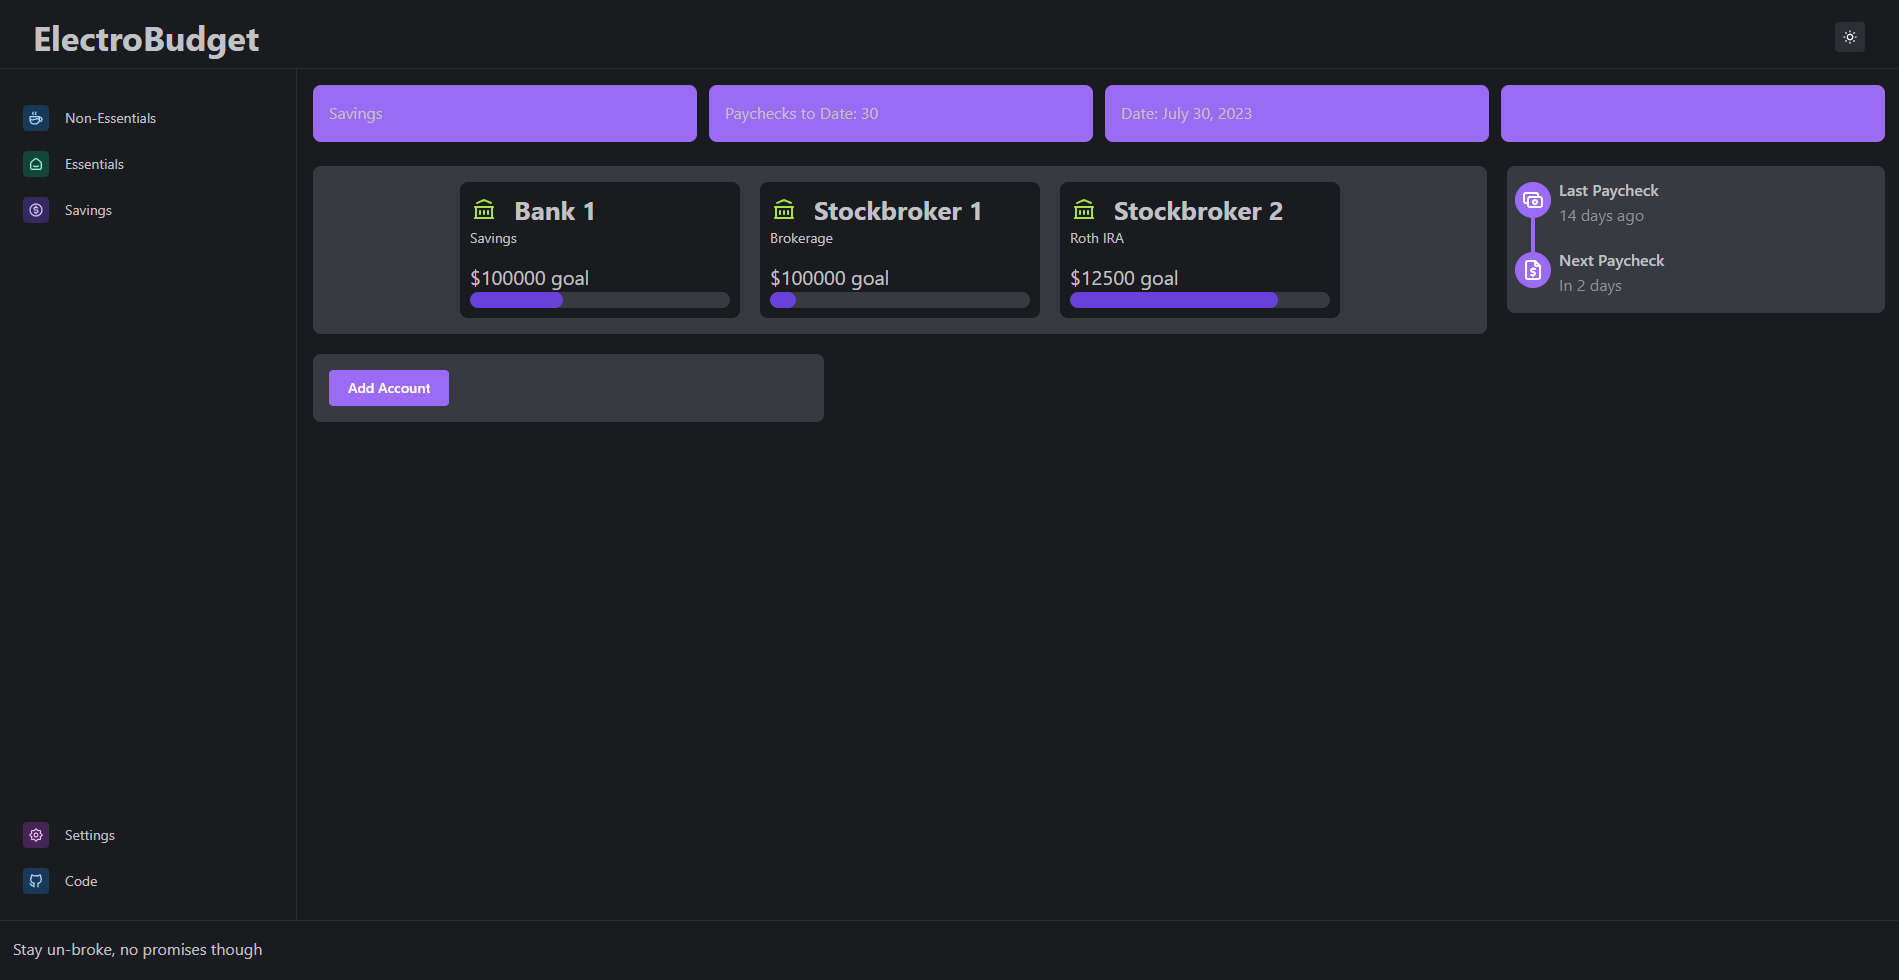 ElectroBudget
Non-Essentials
Essentials
Savings
Settings
Code
Savings
Paychecks to Date: 30
Date: July 30, 2023
Bank 1
Savings
$100000 goal
Stockbroker 1
Brokerage
$100000 goal
Stockbroker 2
Roth IRA
$12500 goal
Last Paycheck
14 days ago
Next Paycheck
In 2 days
Add Account
Stay un-broke, no promises though